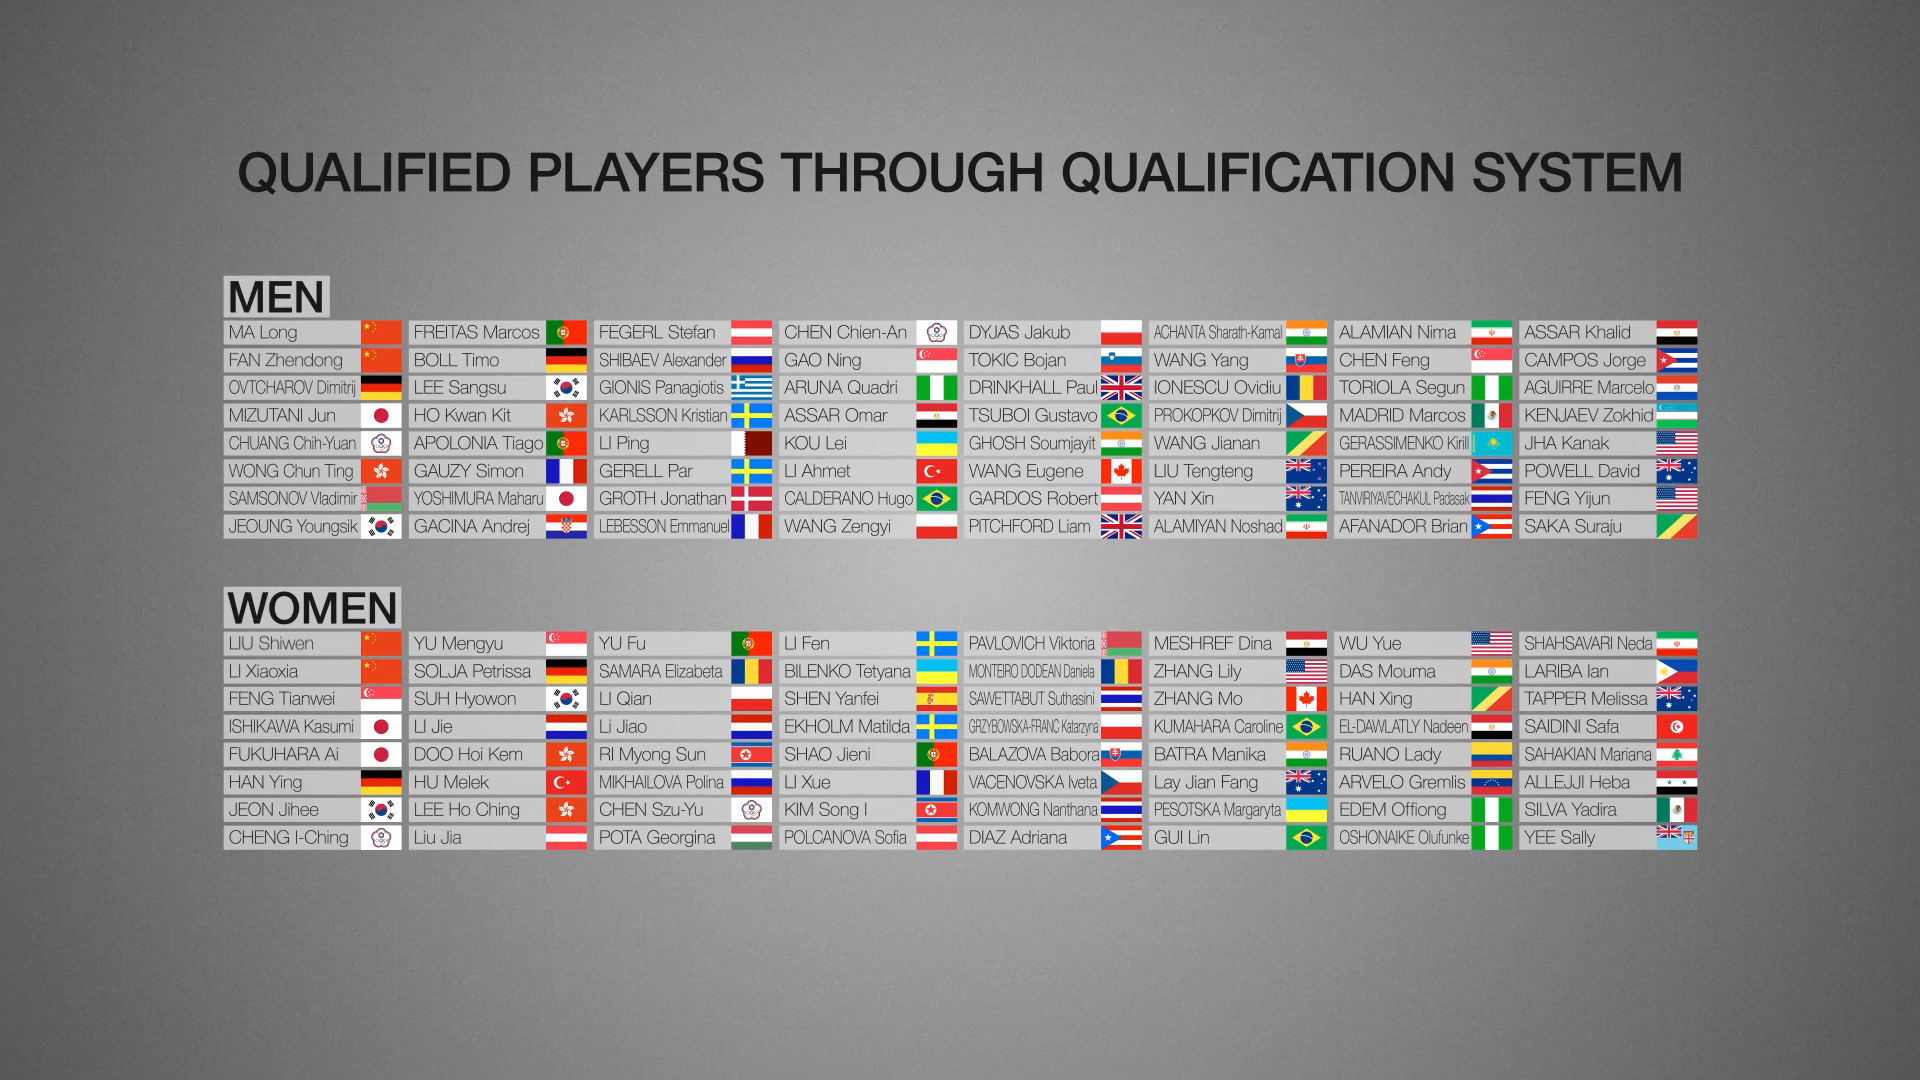 QUALIFIED PLAYERS THROUGH QUALIFICATION SYSTEM
MEN
MA Long FREITAS Marcos FEGERL Stefan CHEN Chien-An DYJAS Jakub ACHANTA Sharath-Kamal ALAMIAN Nima ASSAR Khalid
FAN Zhendong BOLL Timo SHIBAEV Alexander GAO Ning TOKIC Bojan WANG Yang CHEN Feng CAMPOS Jorge
OVTCHAROV Dimitrij LEE Sangsu GIONIS Panagiotis ARUNA Quadri DRINKHALL Paul IONESCU Ovidiu TORIOLA Segun AGUIRRE Marcelo
MIZUTANI Jun HO Kwan Kit KARLSSON Kristian ASSAR Omar TSUBOI Gustavo PROKOPKOV Dimitrij MADRID Marcos KENJAEV Zokhid
CHUANG Chih-Yuan APOLONIA Tiago LI Ping KOU Lei GHOSH Soumjayit WANG Jianan GERASSIMENKO Kirill JHA Kanak
WONG Chun Ting GAUZY Simon GERELL Par LI Ahmet WANG Eugene LIU Tengteng PEREIRA Andy POWELL David
SAMSONOV Vladimir YOSHIMURA Maharu GROTH Jonathan CALDERANO Hugo GARDOS Robert YAN Xin TANVIRIYAVECHAKUL Padasak FENG Yijun
JEOUNG Youngsik GACINA Andrej LEBESSON Emmanuel WANG Zengyi PITCHFORD Liam ALAMIYAN Noshad AFANADOR Brian SAKA Suraju
WOMEN
LIU Shiwen YU Mengyu YU Fu LI Fen PAVLOVICH Viktoria MESHREF Dina WU Yue SHAHSAVARI Neda
LI Xiaoxia SOLJA Petrissa SAMARA Elizabeta BILENKO Tetyana MONTEIRO DODEAN Daniela ZHANG Lily DAS Mouma LARIBA Ian
FENG Tianwei SUH Hyowon LI Qian SHEN Yanfei SAWETTABUT Suthasini ZHANG Mo HAN Xing TAPPER Melissa
ISHIKAWA Kasumi LI Jie Li Jiao EKHOLM Matilda GRZYBOWSKA-FRANC Katarzyna KUMAHARA Caroline EL-DAWLATLY Nadeen SAIDINI Safa
FUKUHARA Ai DOO Hoi Kem RI Myong Sun SHAO Jieni BALAZOVA Babora BATRA Manika RUANO Lady SAHAKIAN Mariana
HAN Ying HU Melek MIKHAILOVA Polina LI Xue VACENOVSKA Iveta Lay Jian Fang ARVELO Gremlis ALLEJJI Heba
JEON Jihee LEE Ho Ching CHEN Szu-Yu KIM Song I KOMWONG Nanthana PESOTSKA Margaryta EDEM Offiong SILVA Yadira
CHENG I-Ching Liu Jia POTA Georgina POLCANOVA Sofia DIAZ Adriana GUI Lin OSHONAIKE Olufunke YEE Sally